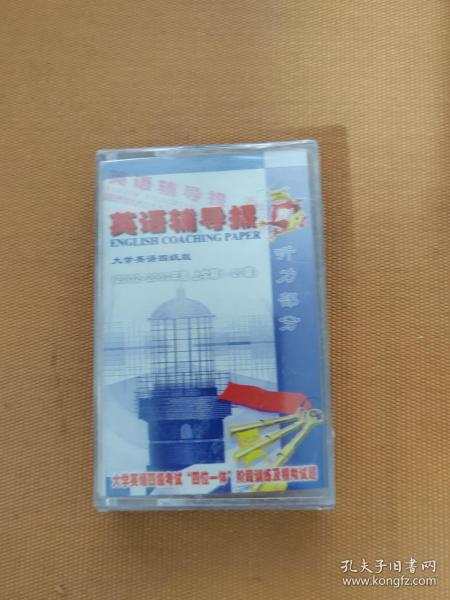 英语辅导报
英语辅导报
ENGLISH COACHING PAPER
大学英语四级版
听力部分
大学英语四级考试“四位一体”阶段训练及模拟试题
孔夫子旧书网
www.kongfz.com